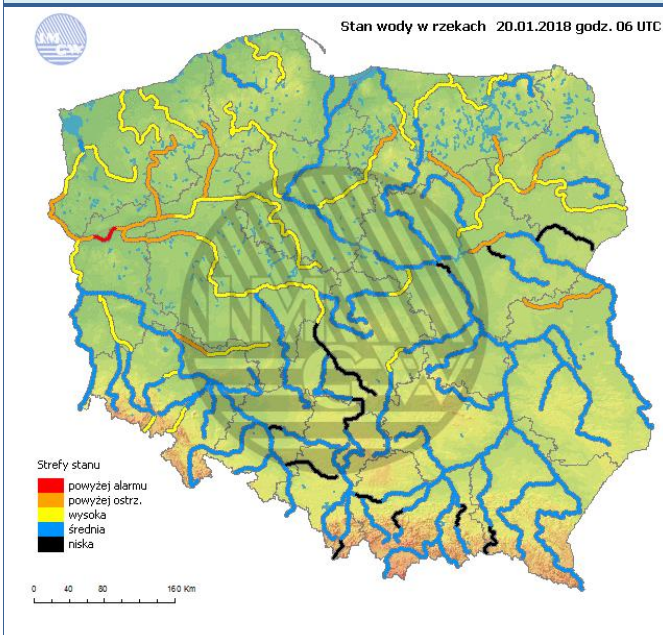 Stan wody w rzekach 20.01.2018 godz. 06 UTC
IMGW
Strefy stanu
powyżej alarmu
powyżej ostrz.
wysoka
średnia
niska
0 40 80 160 Km